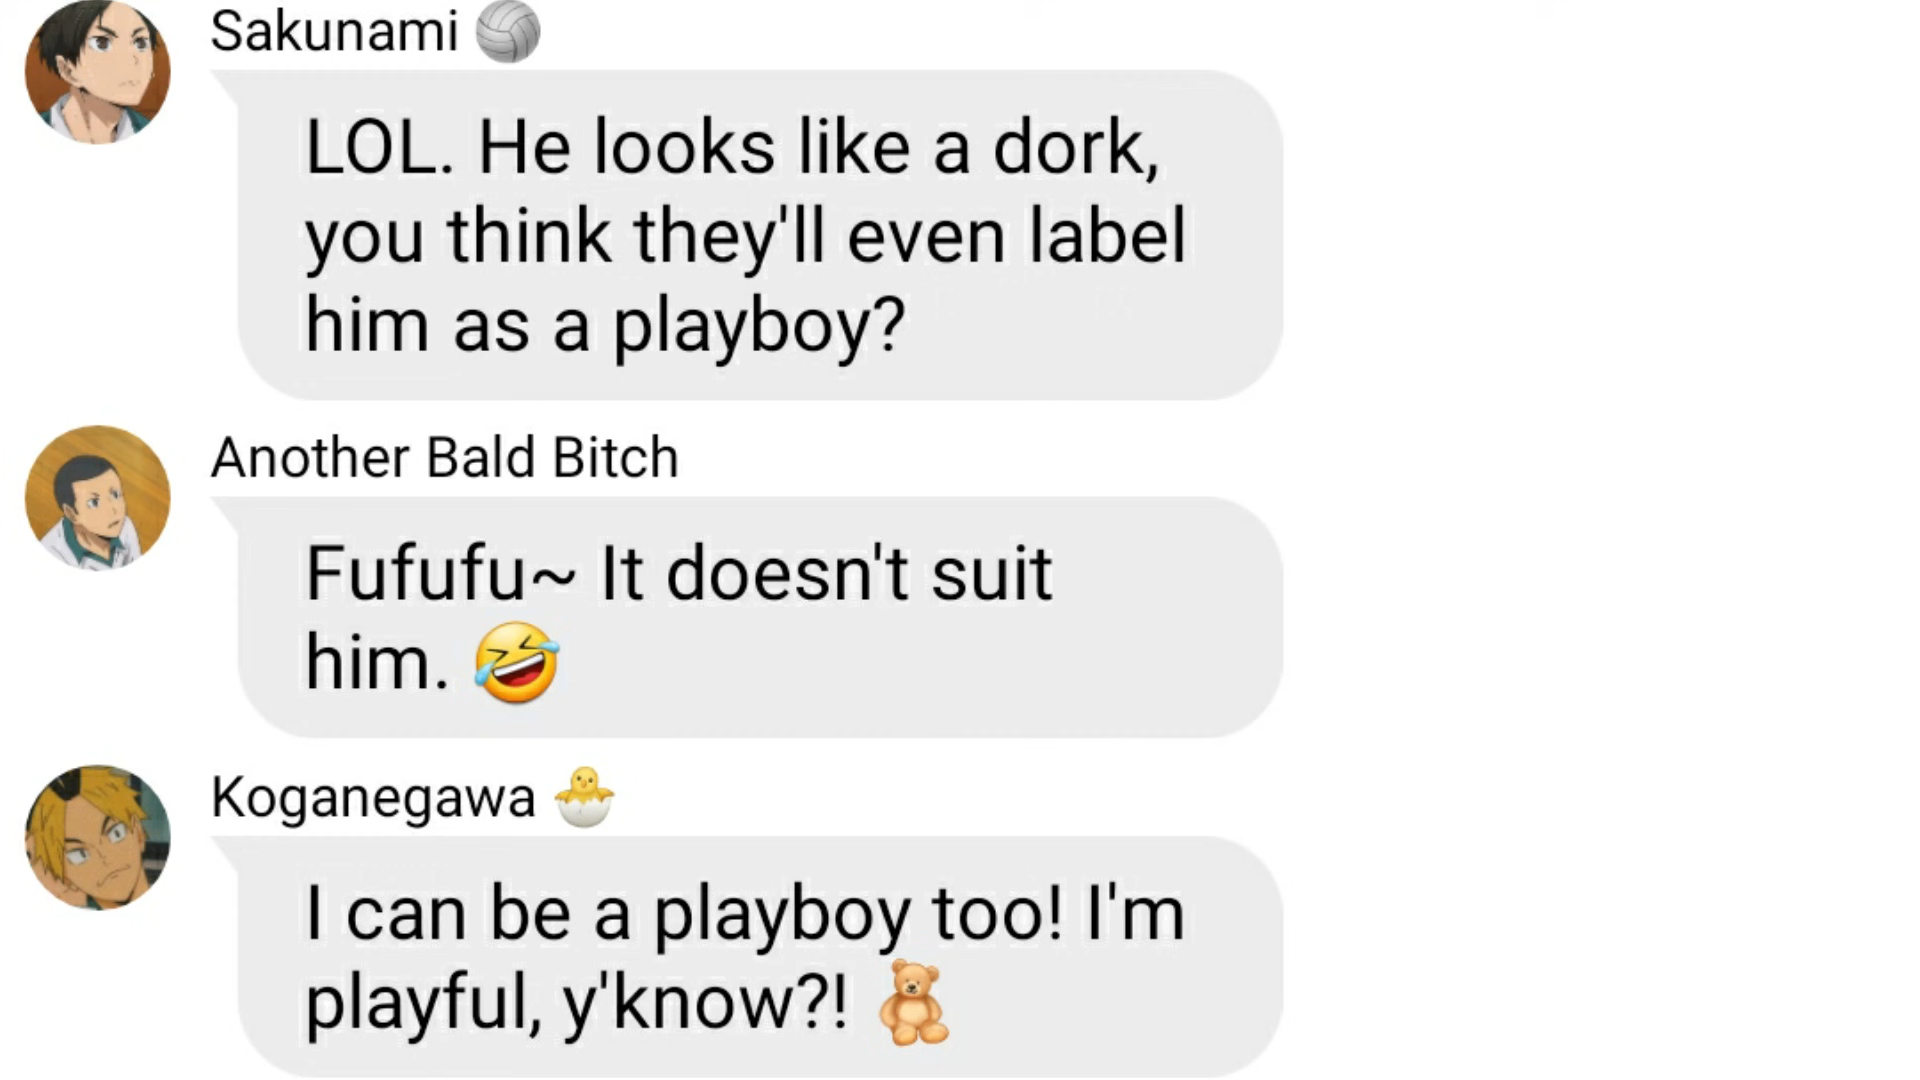 Sakunami 🏐
LOL. He looks like a dork,
you think they'll even label
him as a playboy?
Another Bald Bitch
Fufufu~ It doesn't suit
him. 🤣
Koganegawa 🐣
I can be a playboy too! I'm
playful, y'know?! 🧸